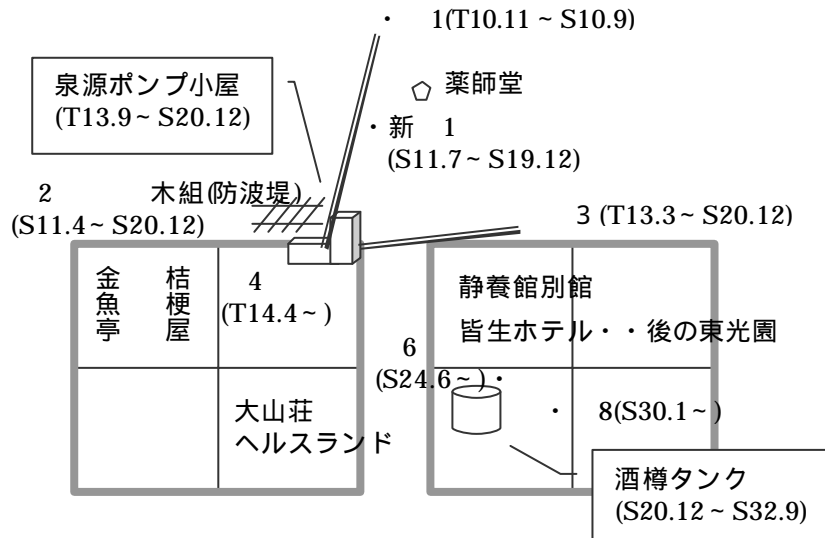 ・ 1(T10.11～S10.9)
泉源ポンプ小屋
(T13.9～S20.12)
薬師堂
・新 1
(S11.7～S19.12)
2 木組(防波堤)
(S11.4～S20.12)
3 (T13.3～S20.12)
金魚亭
桔梗屋
4
(T14.4～)
静養館別館
皆生ホテル・・後の東光園
6
(S24.6～)・
大山荘
ヘルスランド
・ 8(S30.1～)
酒樽タンク
(S20.12～S32.9)